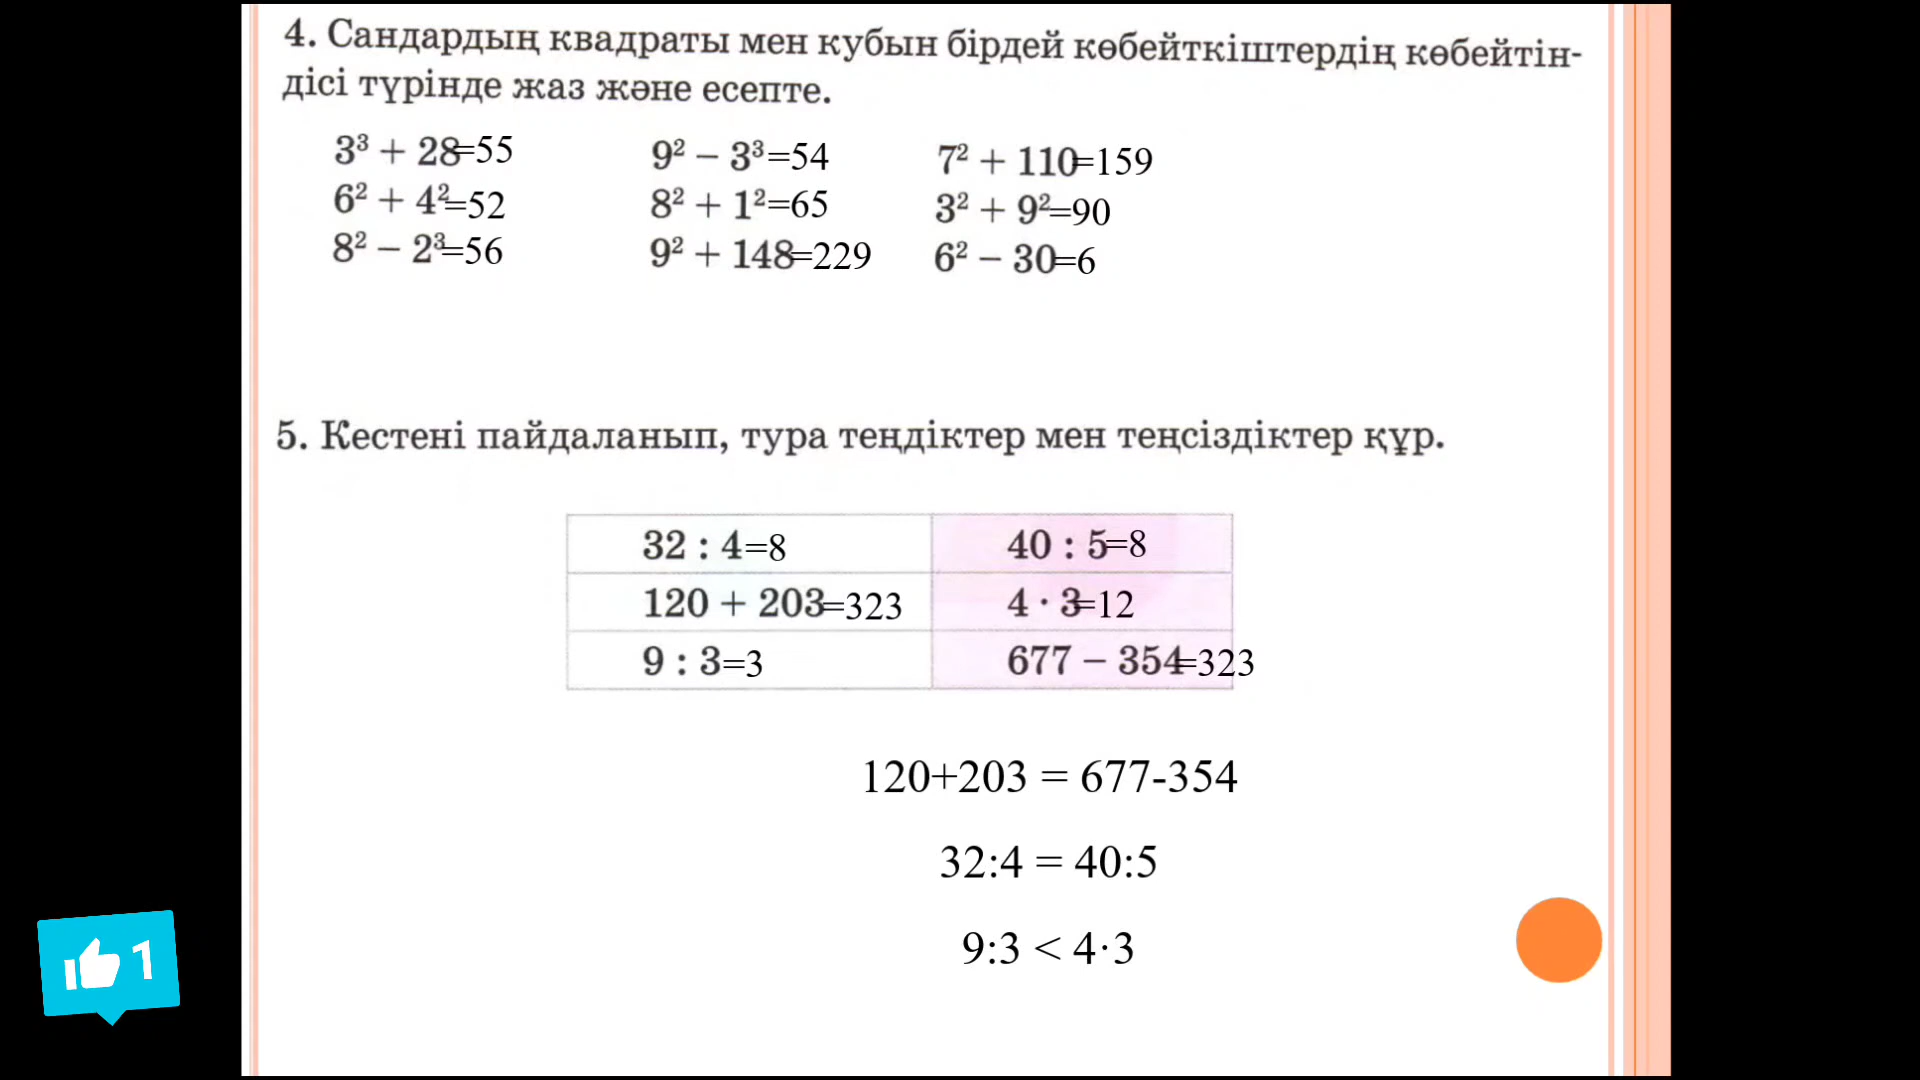 4. Сандардың квадраты мен кубын бірдей көбейткіштердің көбейтін-
дісі түрінде жаз және есепте.
3³ + 28=55 9² − 3³=54 7² + 110=159
6² + 4²=52 8² + 1²=65 3² + 9²=90
8² − 2³=56 9² + 148=229 6² − 30=6
5. Кестені пайдаланып, тура теңдіктер мен теңсіздіктер құр.
32 : 4=8 40 : 5=8
120 + 203=323 4 · 3=12
9 : 3=3 677 − 354=323
120+203 = 677-354
32:4 = 40:5
9:3 < 4·3
1